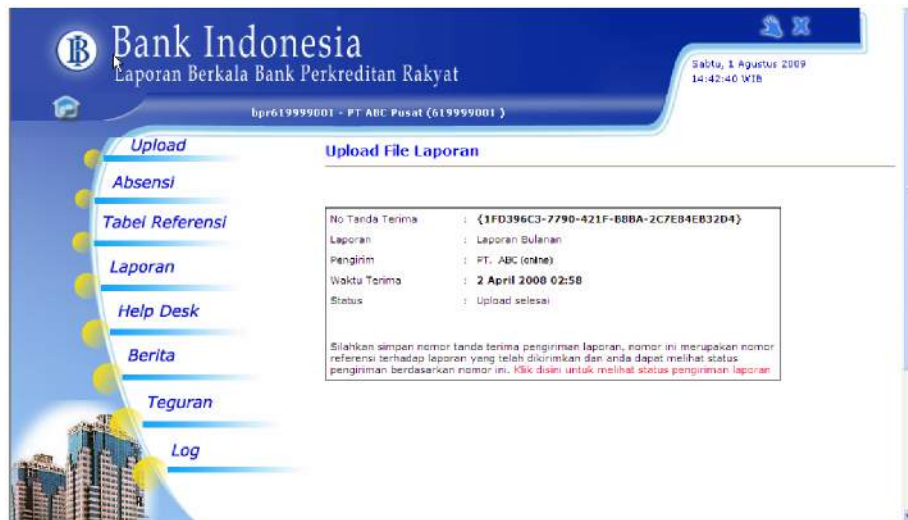 Bank Indonesia
Laporan Berkala Bank Perkreditan Rakyat
Sabtu, 1 Agustus 2009
14:42:40 WIB
bpr619999001 - PT ABC Pusat (619999001 )
Upload
Absensi
Tabel Referensi
Laporan
Help Desk
Berita
Teguran
Log
Upload File Laporan
No Tanda Terima : {1FD396C3-7790-421F-B8BA-2C7E84EB32D4}
Laporan : Laporan Bulanan
Pengirim : PT. ABC (online)
Waktu Terima : 2 April 2008 02:58
Status : Upload selesai
Silahkan simpan nomor tanda terima pengiriman laporan, nomor ini merupakan nomor
referensi terhadap laporan yang telah dikirimkan dan anda dapat melihat status
pengiriman berdasarkan nomor ini. Klik disini untuk melihat status pengiriman laporan